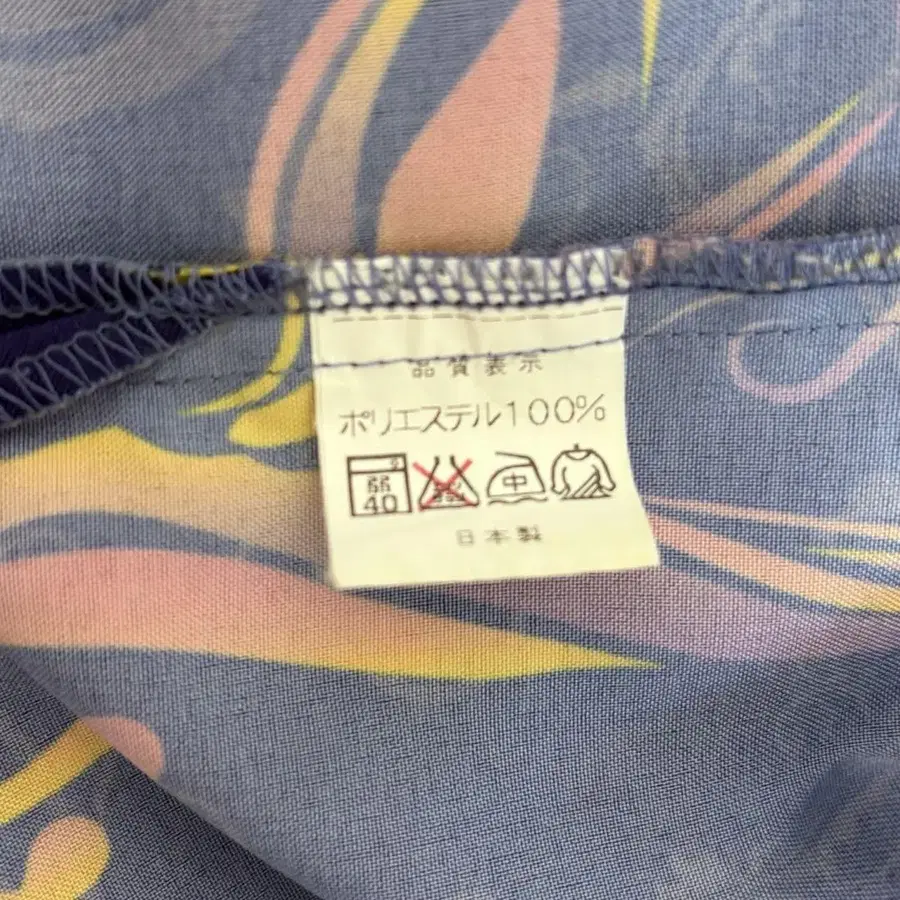 品質表示
ポリエステル100%
弱
40
中
日本製